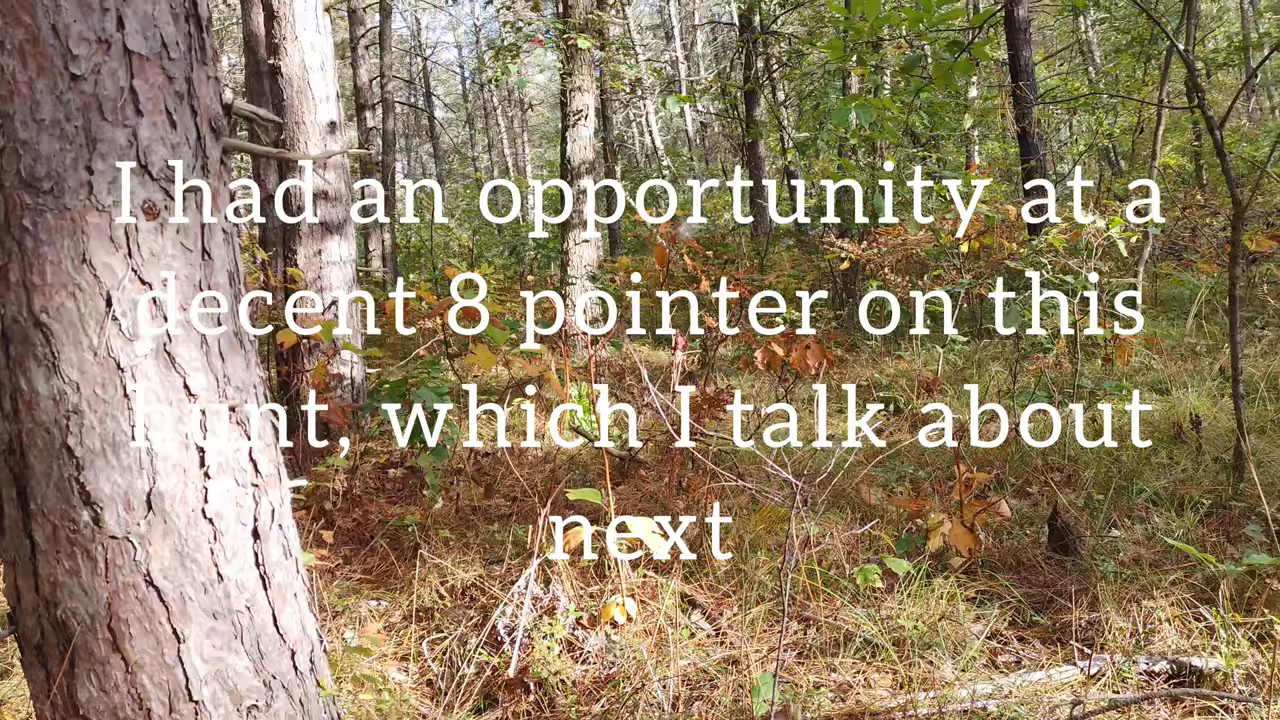 I had an opportunity at a
decent 8 pointer on this
hunt, which I talk about
next